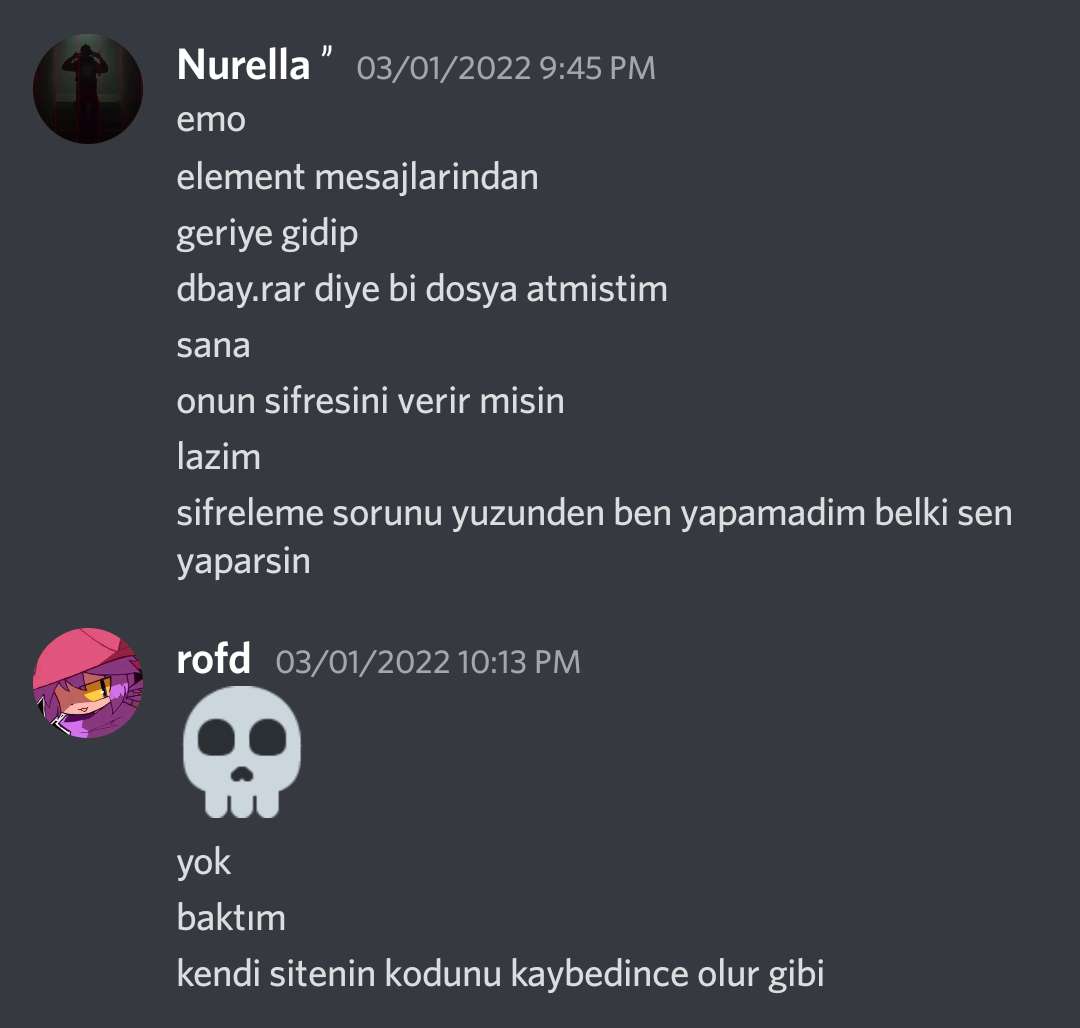 Nurella ” 03/01/2022 9:45 PM
emo
element mesajlarindan
geriye gidip
dbay.rar diye bi dosya atmistim
sana
onun sifresini verir misin
lazim
sifreleme sorunu yuzunden ben yapamadim belki sen
yaparsin
rofd 03/01/2022 10:13 PM
yok
baktım
kendi sitenin kodunu kaybedince olur gibi